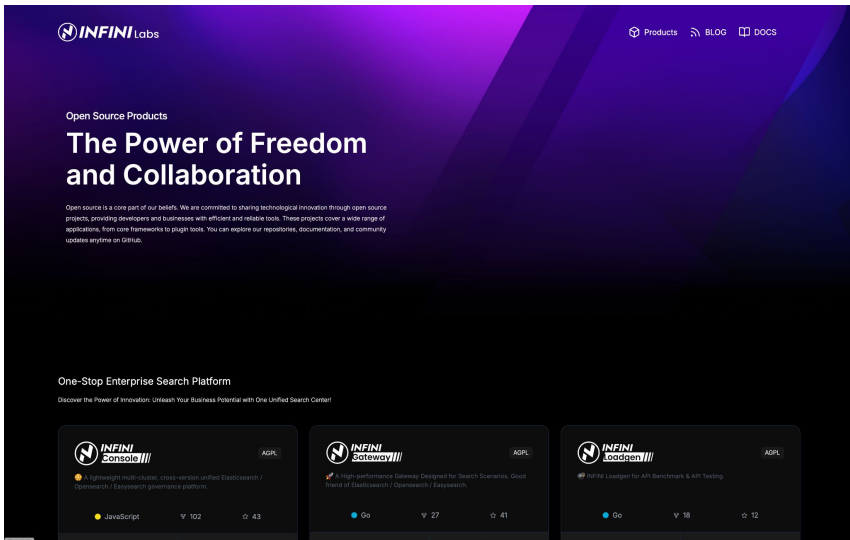 INFINI Labs
Products
BLOG
DOCS
Open Source Products
The Power of Freedom
and Collaboration
Open source is a core part of our beliefs. We are committed to sharing technological innovation through open source
projects, providing developers and businesses with efficient and reliable tools. These projects cover a wide range of
applications, from core frameworks to plugin tools. You can explore our repositories, documentation, and community
updates anytime on GitHub.
One-Stop Enterprise Search Platform
Discover the Power of Innovation: Unleash Your Business Potential with One Unified Search Center!
INFINI
Console
AGPL
A lightweight multi-cluster, cross-version unified Elasticsearch /
Opensearch / Easysearch governance platform.
JavaScript
102
43
INFINI
Gateway
AGPL
A High-performance Gateway Designed for Search Scenarios. Good
friend of Elasticsearch / Opensearch / Easysearch.
Go
27
41
INFINI
Loadgen
AGPL
INFINI Loadgen for API Benchmark & API Testing.
Go
18
12